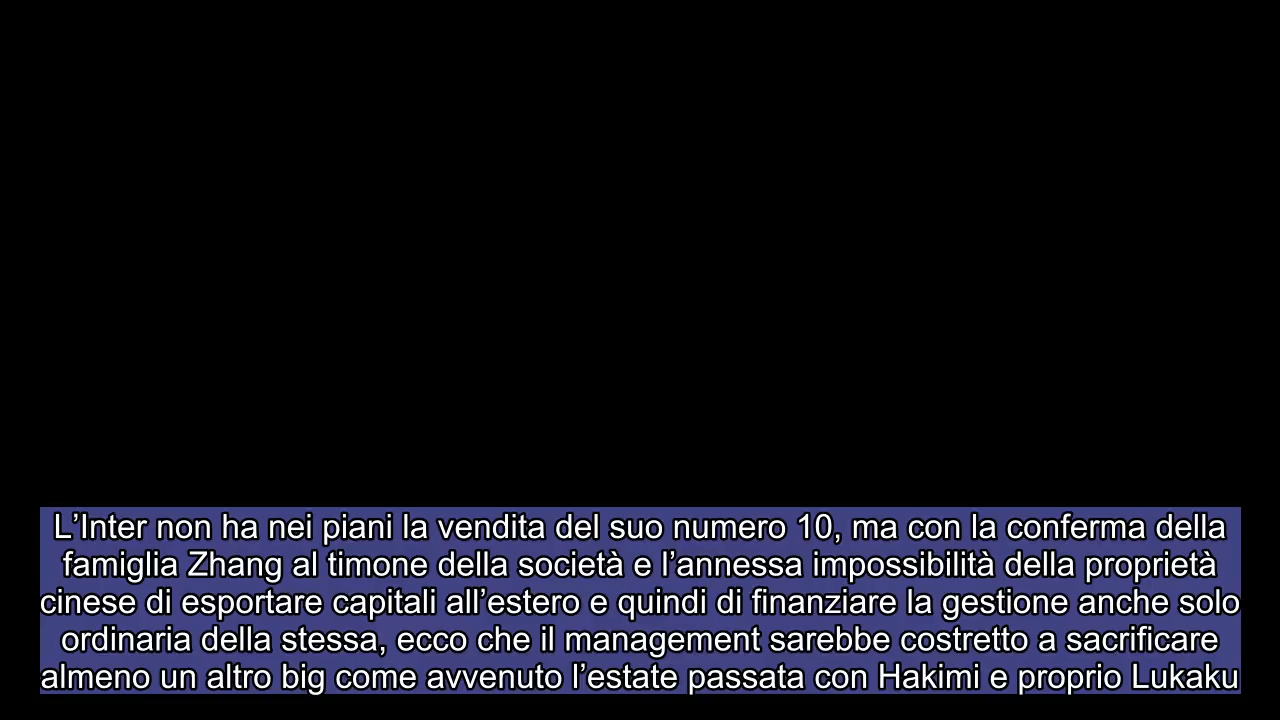 L’Inter non ha nei piani la vendita del suo numero 10, ma con la conferma della
famiglia Zhang al timone della società e l’annessa impossibilità della proprietà
cinese di esportare capitali all’estero e quindi di finanziare la gestione anche solo
ordinaria della stessa, ecco che il management sarebbe costretto a sacrificare
almeno un altro big come avvenuto l’estate passata con Hakimi e proprio Lukaku